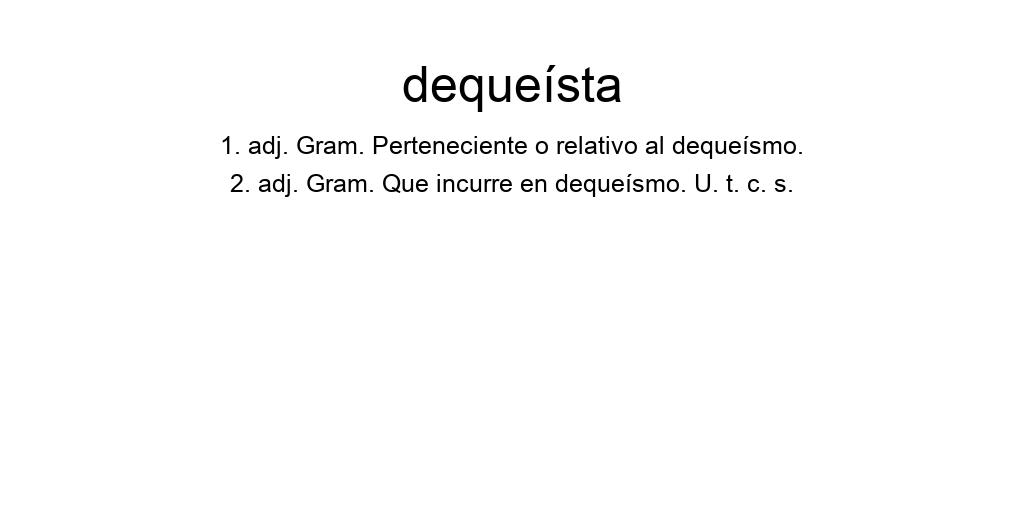 dequeísta
1. adj. Gram. Perteneciente o relativo al dequeísmo.
2. adj. Gram. Que incurre en dequeísmo. U. t. c. s.